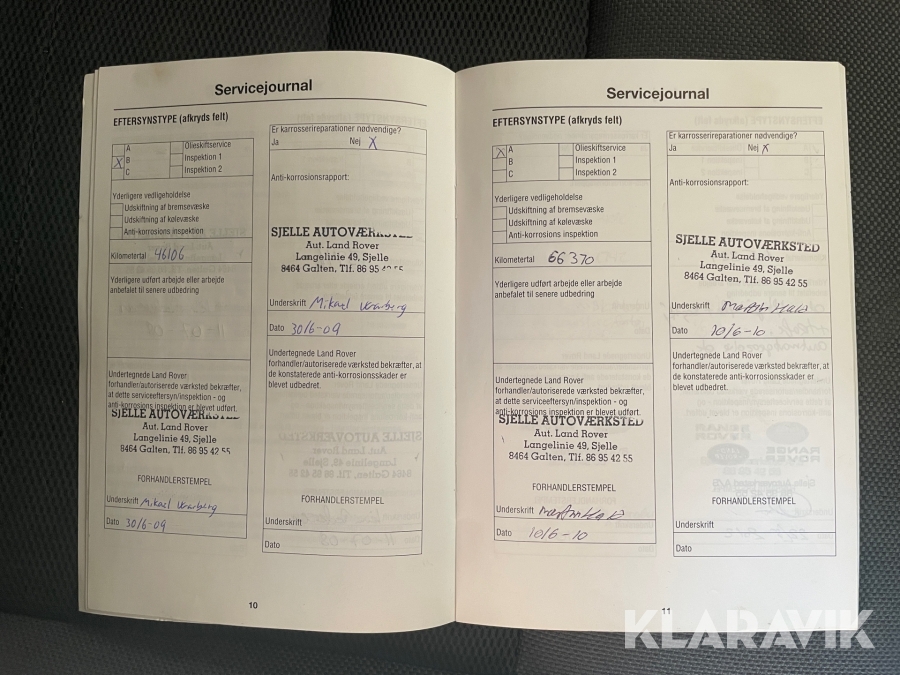 Servicejournal
EFTERSYNSTYPE (afkryds felt)
A
X B
C
Olieskiftservice
Inspektion 1
Inspektion 2
Yderligere vedligeholdelse
Udskiftning af bremsevæske
Udskiftning af kølevæske
Anti-korrosions inspektion
Kilometertal 46106
Yderligere udført arbejde eller arbejde
anbefalet til senere udbedring
Undertegnede Land Rover
forhandler/autoriserede værksted bekræfter,
at dette serviceeftersyn/inspektion - og
anti-korrosions inspektion er blevet udført.
SJELLE AUTOVÆRKSTED
Aut. Land Rover
Langelinie 49, Sjelle
8464 Galten, Tlf. 86 95 42 55
FORHANDLERSTEMPEL
Underskrift Mikael
Dato 30/6-09
Er karrosserireparationer nødvendige?
Ja Nej X
Anti-korrosionsrapport:
SJELLE AUTOVÆRKSTED
Aut. Land Rover
Langelinie 49, Sjelle
8464 Galten, Tlf. 86 95
Underskrift Mikael
Dato 30/6-09
Undertegnede Land Rover
forhandler/autoriserede værksted bekræfter, at
de konstaterede anti-korrosionsskader er
blevet udbedret.
FORHANDLERSTEMPEL
Underskrift
Dato
10
Servicejournal
EFTERSYNSTYPE (afkryds felt)
X A
B
C
Olieskiftservice
Inspektion 1
Inspektion 2
Yderligere vedligeholdelse
Udskiftning af bremsevæske
Udskiftning af kølevæske
Anti-korrosions inspektion
Kilometertal 66370
Yderligere udført arbejde eller arbejde
anbefalet til senere udbedring
Undertegnede Land Rover
forhandler/autoriserede værksted bekræfter,
at dette serviceeftersyn/inspektion - og
anti-korrosions inspektion er blevet udført.
SJELLE AUTOVÆRKSTED
Aut. Land Rover
Langelinie 49, Sjelle
8464 Galten, Tlf. 86 95 42 55
FORHANDLERSTEMPEL
Underskrift
Dato 10/6-10
Er karrosserireparationer nødvendige?
Ja Nej X
Anti-korrosionsrapport:
SJELLE AUTOVÆRKSTED
Aut. Land Rover
Langelinie 49, Sjelle
8464 Galten, Tlf. 86 95 42 55
Underskrift
Dato 10/6-10
Undertegnede Land Rover
forhandler/autoriserede værksted bekræfter, at
de konstaterede anti-korrosionsskader er
blevet udbedret.
FORHANDLERSTEMPEL
Underskrift
Dato
11
KLARAVIK